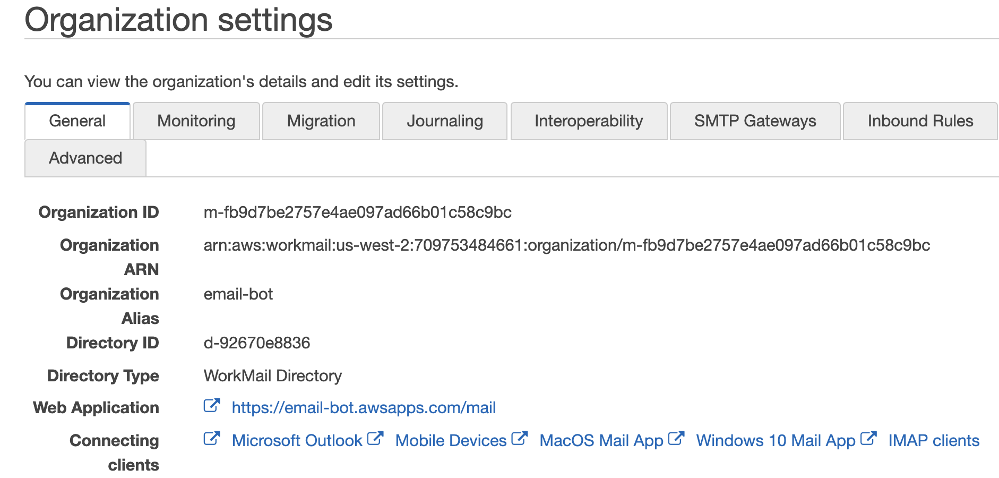 Organization settings
You can view the organization's details and edit its settings.
General Monitoring Migration Journaling Interoperability SMTP Gateways Inbound Rules
Advanced
Organization ID m-fb9d7be2757e4ae097ad66b01c58c9bc
Organization arn:aws:workmail:us-west-2:709753484661:organization/m-fb9d7be2757e4ae097ad66b01c58c9bc
ARN
Organization email-bot
Alias
Directory ID d-92670e8836
Directory Type WorkMail Directory
Web Application https://email-bot.awsapps.com/mail
Connecting Microsoft Outlook Mobile Devices MacOS Mail App Windows 10 Mail App IMAP clients
clients